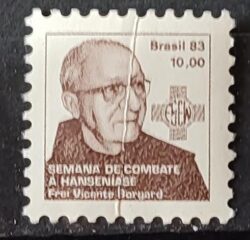 Brasil 83
10,00
SEMANA DE COMBATE
À HANSENÍASE
Frei Vicente Borgard